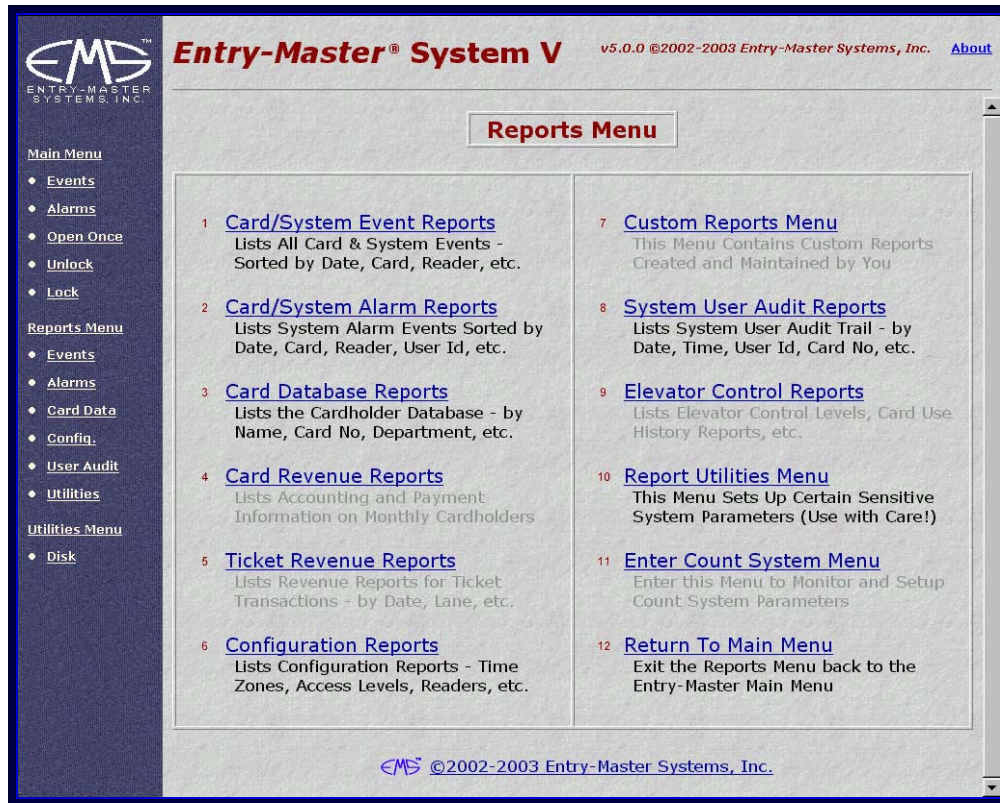 EMS™
ENTRY-MASTER
SYSTEMS, INC.
Entry-Master® System V
v5.0.0 ©2002-2003 Entry-Master Systems, Inc.
About
Main Menu
Events
Alarms
Open Once
Unlock
Lock
Reports Menu
Events
Alarms
Card Data
Config.
User Audit
Utilities
Utilities Menu
Disk
Reports Menu
1 Card/System Event Reports
Lists All Card & System Events -
Sorted by Date, Card, Reader, etc.
2 Card/System Alarm Reports
Lists System Alarm Events Sorted by
Date, Card, Reader, User Id, etc.
3 Card Database Reports
Lists the Cardholder Database - by
Name, Card No, Department, etc.
4 Card Revenue Reports
Lists Accounting and Payment
Information on Monthly Cardholders
5 Ticket Revenue Reports
Lists Revenue Reports for Ticket
Transactions - by Date, Lane, etc.
6 Configuration Reports
Lists Configuration Reports - Time
Zones, Access Levels, Readers, etc.
7 Custom Reports Menu
This Menu Contains Custom Reports
Created and Maintained by You
8 System User Audit Reports
Lists System User Audit Trail - by
Date, Time, User Id, Card No, etc.
9 Elevator Control Reports
Lists Elevator Control Levels, Card Use
History Reports, etc.
10 Report Utilities Menu
This Menu Sets Up Certain Sensitive
System Parameters (Use with Care!)
11 Enter Count System Menu
Enter this Menu to Monitor and Setup
Count System Parameters
12 Return To Main Menu
Exit the Reports Menu back to the
Entry-Master Main Menu
EMS™ ©2002-2003 Entry-Master Systems, Inc.